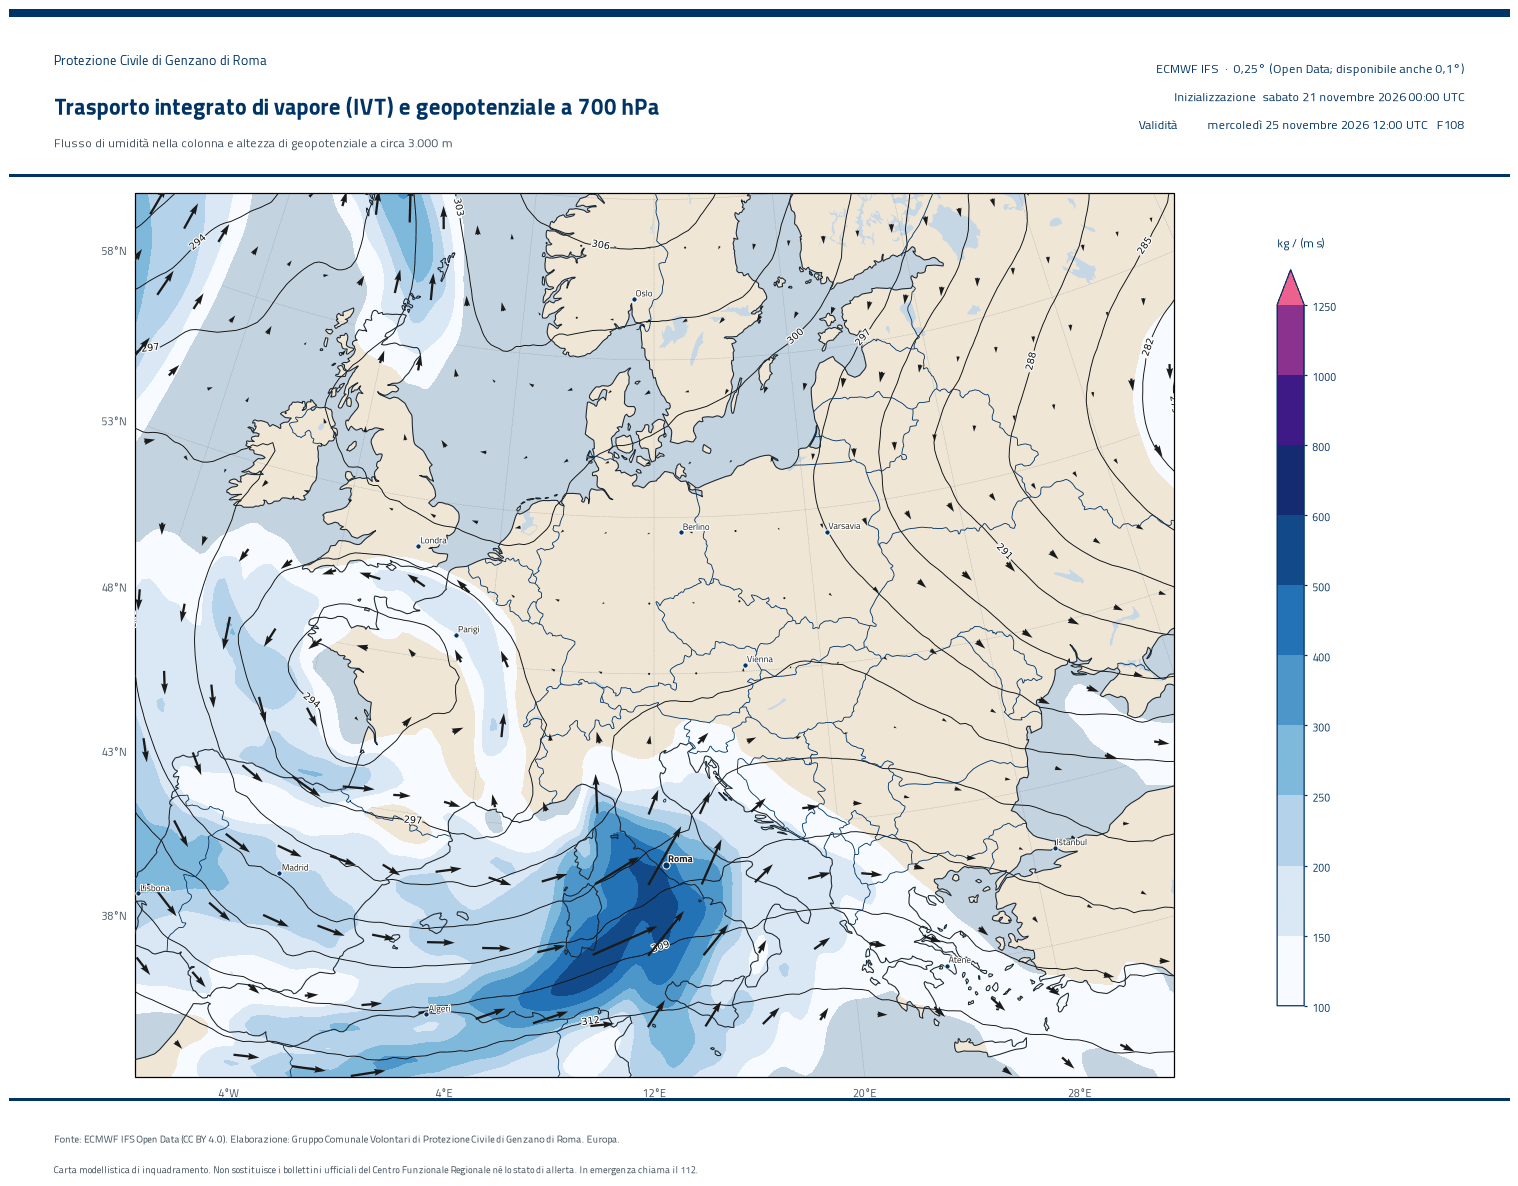 Protezione Civile di Genzano di Roma
Trasporto integrato di vapore (IVT) e geopotenziale a 700 hPa
Flusso di umidità nella colonna e altezza di geopotenziale a circa 3.000 m
ECMWF IFS · 0,25° (Open Data; disponibile anche 0,1°)
Inizializzazione sabato 21 novembre 2026 00:00 UTC
Validità mercoledì 25 novembre 2026 12:00 UTC F108
kg / (m s)
1250
1000
800
600
500
400
300
250
200
150
100
58°N
53°N
48°N
43°N
38°N
4°W
4°E
12°E
20°E
28°E
303
294
306
285
297
300
297
282
288
291
294
297
309
312
Oslo
Londra
Berlino
Varsavia
Parigi
Vienna
Istanbul
Roma
Madrid
Lisbona
Atene
Algeri
Fonte: ECMWF IFS Open Data (CC BY 4.0). Elaborazione: Gruppo Comunale Volontari di Protezione Civile di Genzano di Roma. Europa.
Carta modellistica di inquadramento. Non sostituisce i bollettini ufficiali del Centro Funzionale Regionale né lo stato di allerta. In emergenza chiama il 112.